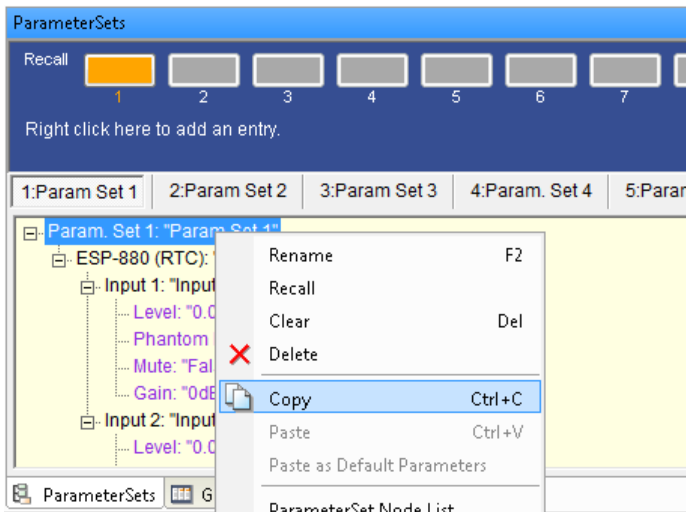 ParameterSets
Recall
1 2 3 4 5 6 7
Right click here to add an entry.
1:Param Set 1 2:Param Set 2 3:Param Set 3 4:Param. Set 4 5:Parar
Param. Set 1: "Param Set 1"
ESP-880 (RTC):
Input 1: "Input
Level: "0.0
Phantom
Mute: "Fal
Gain: "0dB
Input 2: "Input
Level: "0.0
Rename F2
Recall
Clear Del
Delete
Copy Ctrl+C
Paste Ctrl+V
Paste as Default Parameters
ParameterSet Node List
ParameterSets G